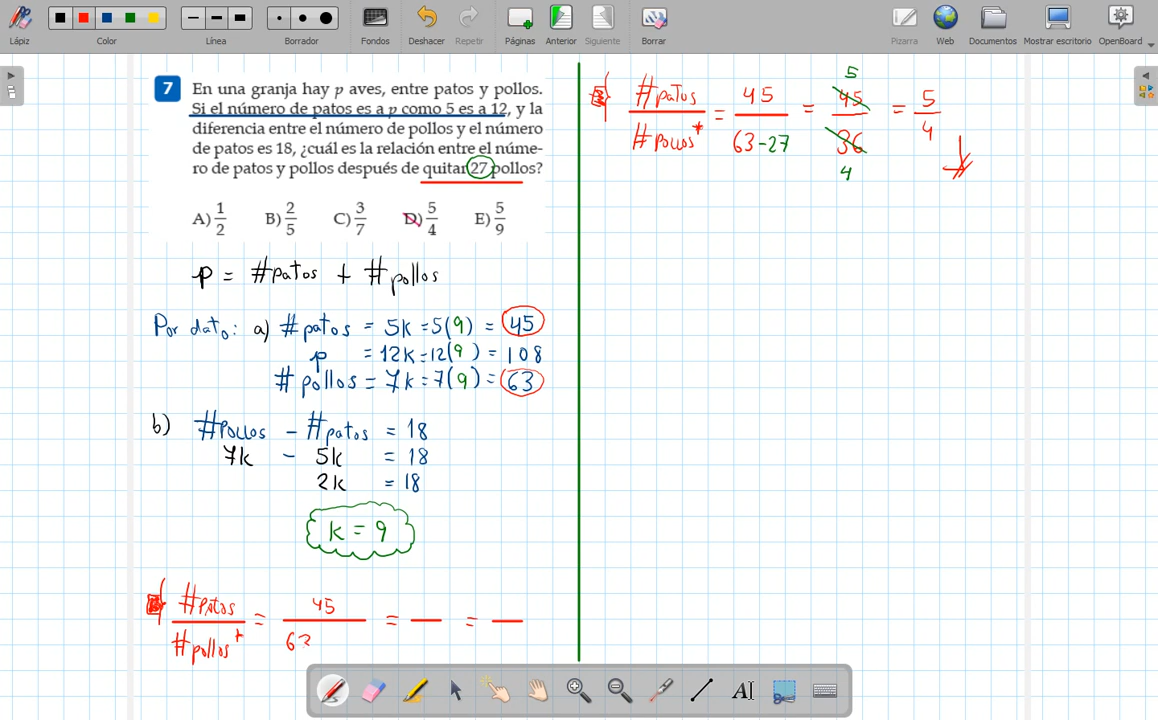 Lápiz Color Línea Borrador Fondos Deshacer Repetir Páginas Anterior Siguiente Borrar Pizarra Web Documentos Mostrar escritorio OpenBoard
7 En una granja hay p aves, entre patos y pollos.
Si el número de patos es a p como 5 es a 12, y la
diferencia entre el número de pollos y el número
de patos es 18, ¿cuál es la relación entre el núme-
ro de patos y pollos después de quitar 27 pollos?
A) 1/2 B) 2/5 C) 3/7 D) 5/4 E) 5/9
p = #patos + #pollos
Por dato: a) #patos = 5k = 5(9) = 45
p = 12k = 12(9) = 108
#pollos = 7k = 7(9) = 63
b) #Pollos - #patos = 18
7k - 5k = 18
2k = 18
k = 9
#Patos / #pollos+ = 45 / 63 = — = —
#patos / #pollos* = 45 / 63-27 = 45 / 36 = 5 / 4
5
4
AI